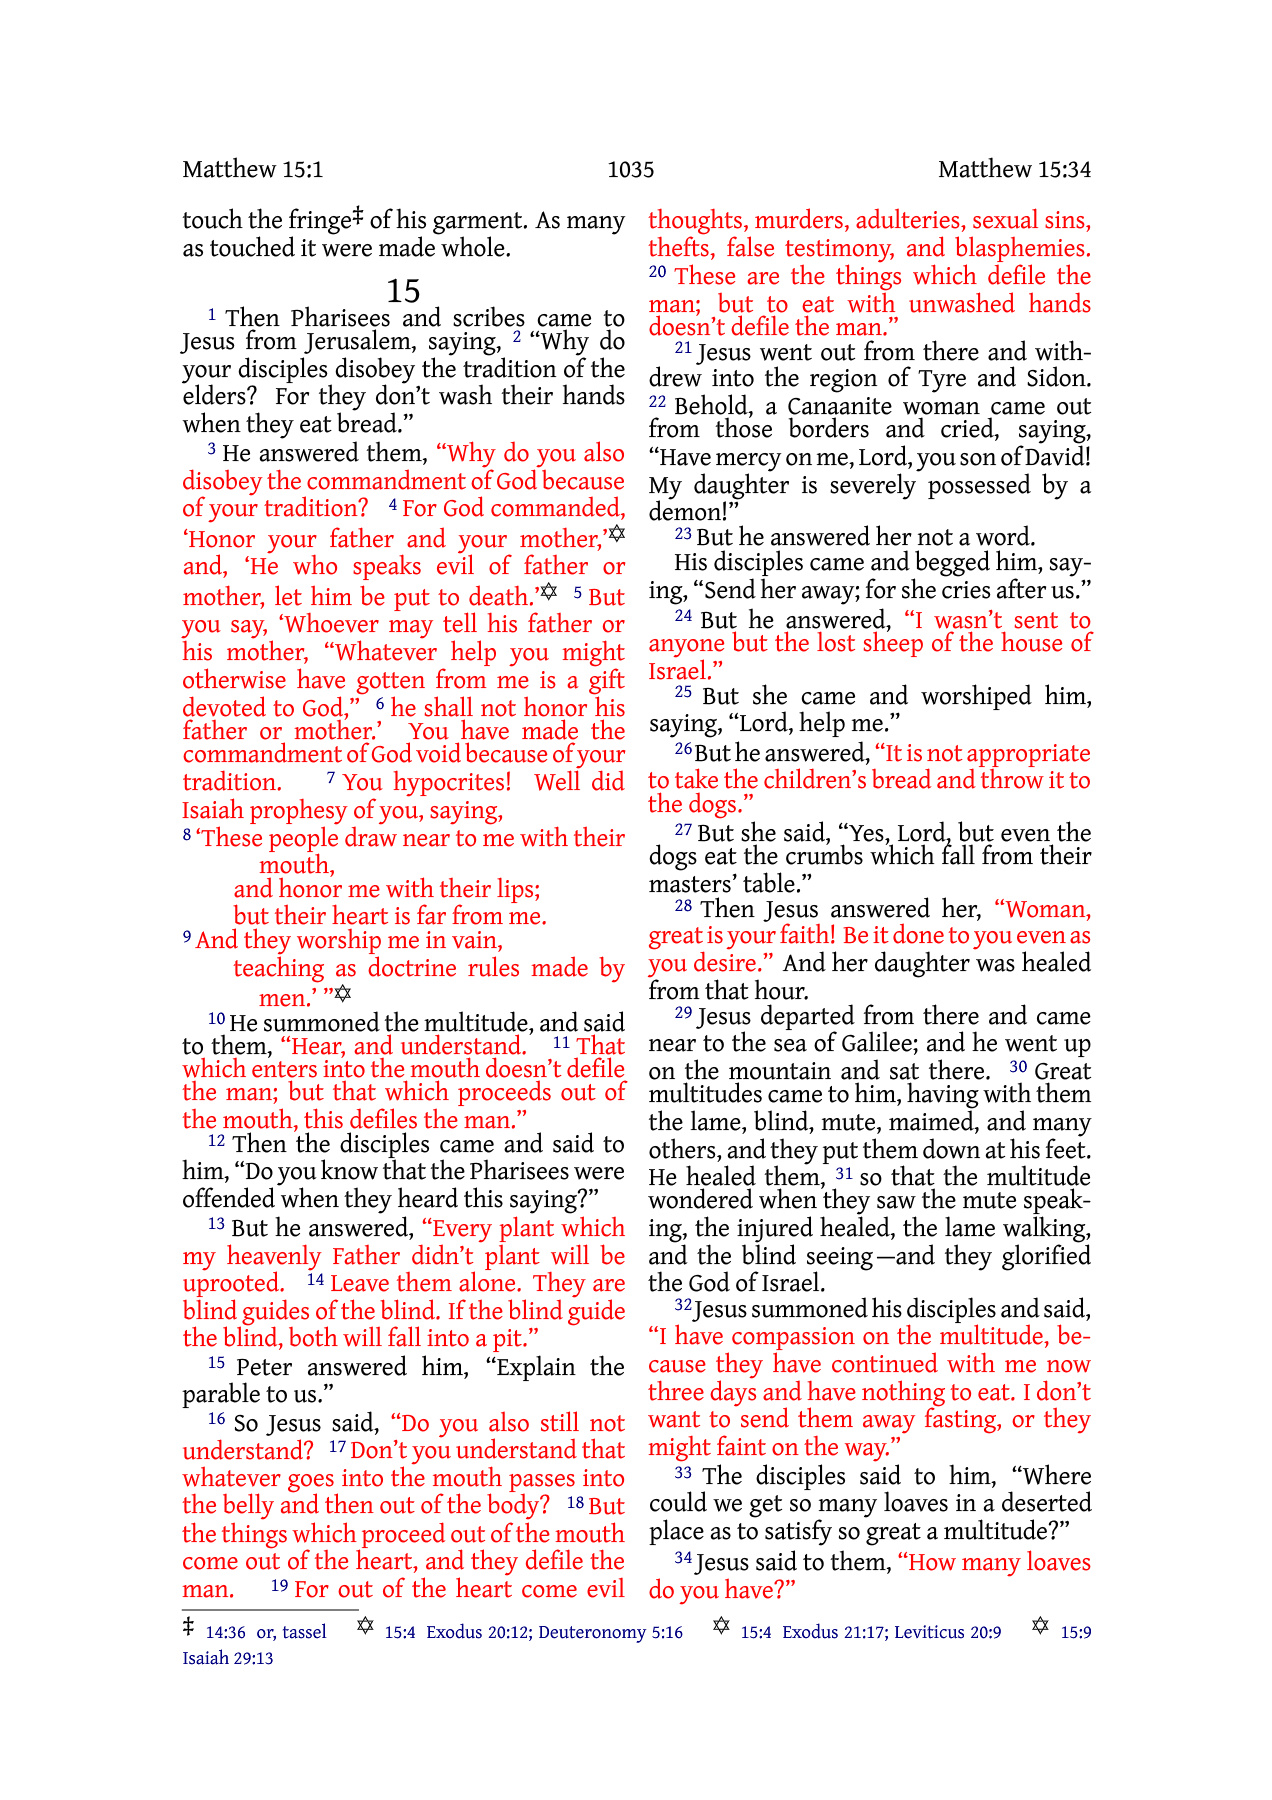 Matthew 15:1 1035 Matthew 15:34
touch the fringe‡ of his garment. As many
as touched it were made whole.
15
1 Then Pharisees and scribes came to
Jesus from Jerusalem, saying, 2 “Why do
your disciples disobey the tradition of the
elders? For they don’t wash their hands
when they eat bread.”
3 He answered them, “Why do you also
disobey the commandment of God because
of your tradition? 4 For God commanded,
‘Honor your father and your mother,’✡
and, ‘He who speaks evil of father or
mother, let him be put to death.’✡ 5 But
you say, ‘Whoever may tell his father or
his mother, “Whatever help you might
otherwise have gotten from me is a gift
devoted to God,” 6 he shall not honor his
father or mother.’ You have made the
commandment of God void because of your
tradition. 7 You hypocrites! Well did
Isaiah prophesy of you, saying,
8 ‘These people draw near to me with their
mouth,
and honor me with their lips;
but their heart is far from me.
9 And they worship me in vain,
teaching as doctrine rules made by
men.’ ”✡
10 He summoned the multitude, and said
to them, “Hear, and understand. 11 That
which enters into the mouth doesn’t defile
the man; but that which proceeds out of
the mouth, this defiles the man.”
12 Then the disciples came and said to
him, “Do you know that the Pharisees were
offended when they heard this saying?”
13 But he answered, “Every plant which
my heavenly Father didn’t plant will be
uprooted. 14 Leave them alone. They are
blind guides of the blind. If the blind guide
the blind, both will fall into a pit.”
15 Peter answered him, “Explain the
parable to us.”
16 So Jesus said, “Do you also still not
understand? 17 Don’t you understand that
whatever goes into the mouth passes into
the belly and then out of the body? 18 But
the things which proceed out of the mouth
come out of the heart, and they defile the
man. 19 For out of the heart come evil
thoughts, murders, adulteries, sexual sins,
thefts, false testimony, and blasphemies.
20 These are the things which defile the
man; but to eat with unwashed hands
doesn’t defile the man.”
21 Jesus went out from there and with-
drew into the region of Tyre and Sidon.
22 Behold, a Canaanite woman came out
from those borders and cried, saying,
“Have mercy on me, Lord, you son of David!
My daughter is severely possessed by a
demon!”
23 But he answered her not a word.
His disciples came and begged him, say-
ing, “Send her away; for she cries after us.”
24 But he answered, “I wasn’t sent to
anyone but the lost sheep of the house of
Israel.”
25 But she came and worshiped him,
saying, “Lord, help me.”
26 But he answered, “It is not appropriate
to take the children’s bread and throw it to
the dogs.”
27 But she said, “Yes, Lord, but even the
dogs eat the crumbs which fall from their
masters’ table.”
28 Then Jesus answered her, “Woman,
great is your faith! Be it done to you even as
you desire.” And her daughter was healed
from that hour.
29 Jesus departed from there and came
near to the sea of Galilee; and he went up
on the mountain and sat there. 30 Great
multitudes came to him, having with them
the lame, blind, mute, maimed, and many
others, and they put them down at his feet.
He healed them, 31 so that the multitude
wondered when they saw the mute speak-
ing, the injured healed, the lame walking,
and the blind seeing—and they glorified
the God of Israel.
32 Jesus summoned his disciples and said,
“I have compassion on the multitude, be-
cause they have continued with me now
three days and have nothing to eat. I don’t
want to send them away fasting, or they
might faint on the way.”
33 The disciples said to him, “Where
could we get so many loaves in a deserted
place as to satisfy so great a multitude?”
34 Jesus said to them, “How many loaves
do you have?”
‡ 14:36 or, tassel ✡ 15:4 Exodus 20:12; Deuteronomy 5:16 ✡ 15:4 Exodus 21:17; Leviticus 20:9 ✡ 15:9
Isaiah 29:13